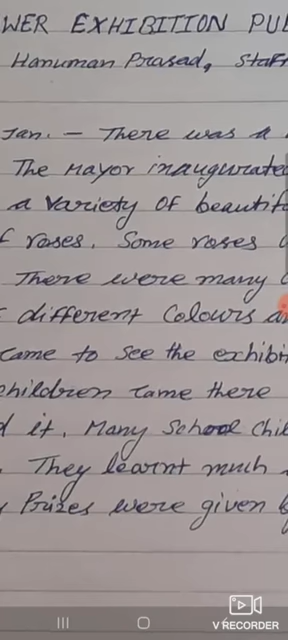 WER EXHIBITION PU
Hanuman Prasad, Staff
Jan. — There was a
The Mayor inaugurated
a variety of beautif
f roses. Some roses
There were many
different Colours a
came to see the exhibi
children came there
d it. Many School Chil
They learnt much
y Prizes were given b
V RECORDER